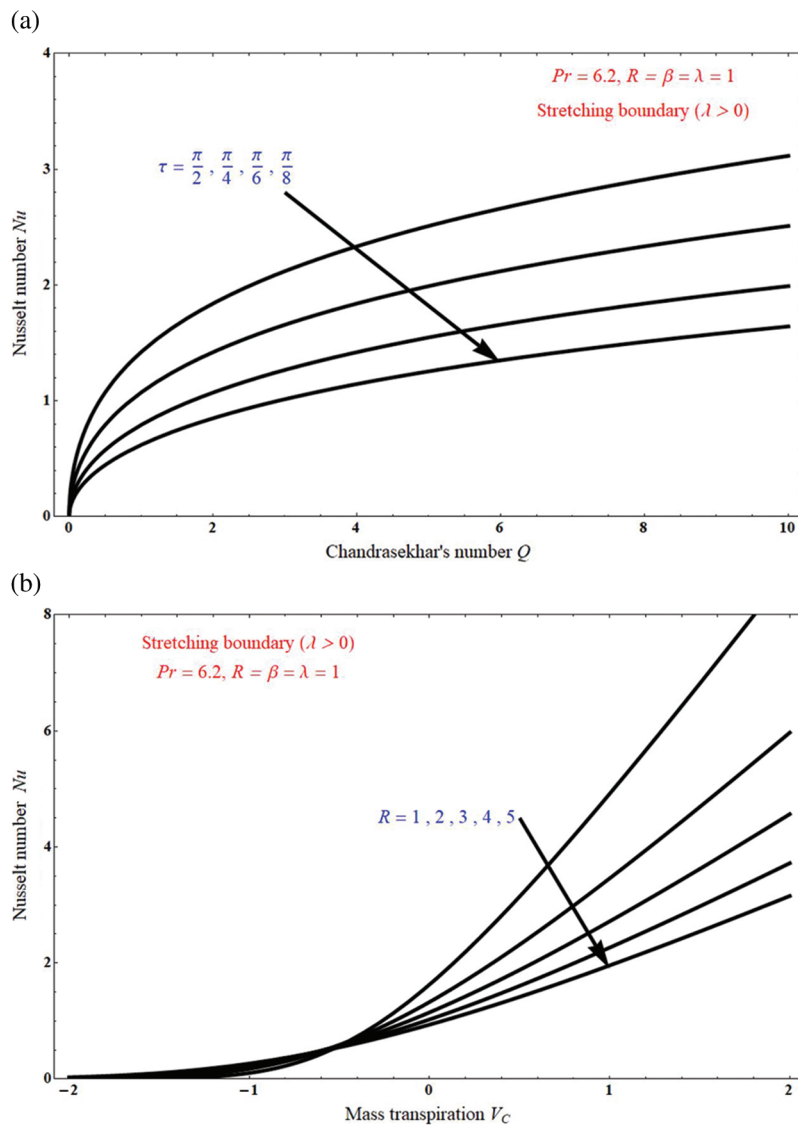 (a)
4
3
2
1
0
Nusselt number Nu
Pr = 6.2, R = β = λ = 1
Stretching boundary (λ > 0)
τ = π/2 , π/4 , π/6 , π/8
0 2 4 6 8 10
Chandrasekhar's number Q
(b)
8
6
4
2
0
Nusselt number Nu
Stretching boundary (λ > 0)
Pr = 6.2, R = β = λ = 1
R = 1 , 2 , 3 , 4 , 5
−2 −1 0 1 2
Mass transpiration V_C